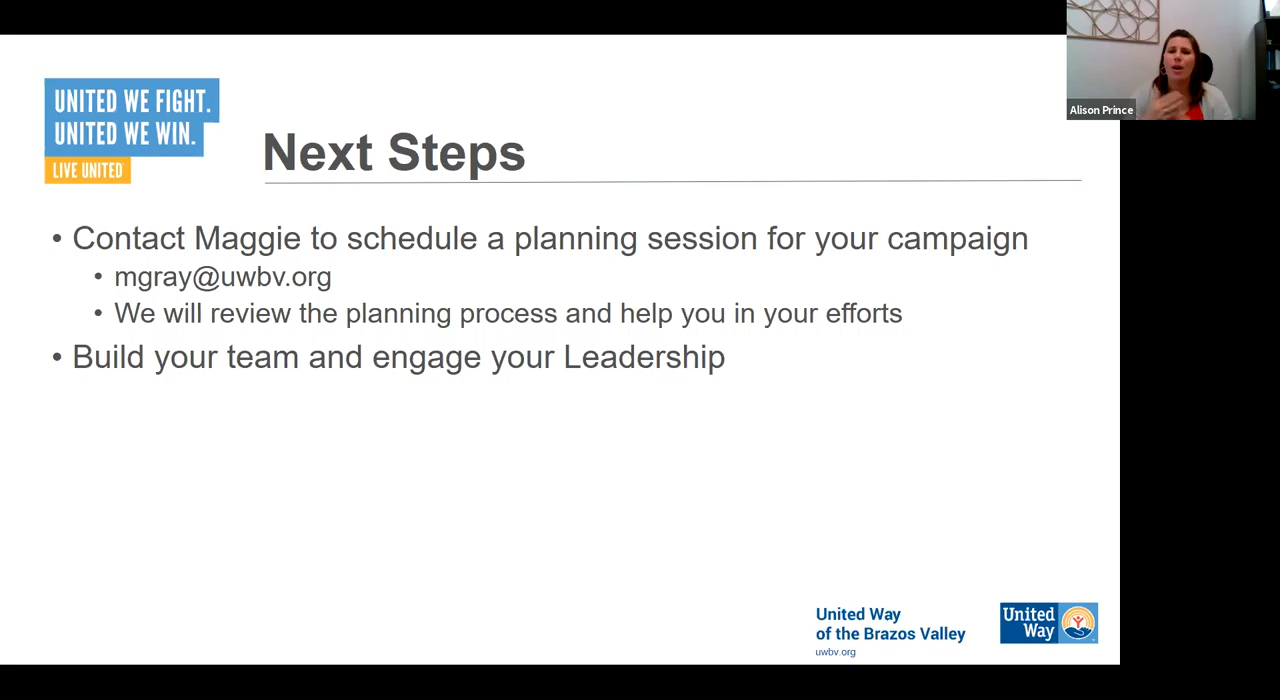 Alison Prince
UNITED WE FIGHT.
UNITED WE WIN.
LIVE UNITED
Next Steps
• Contact Maggie to schedule a planning session for your campaign
• mgray@uwbv.org
• We will review the planning process and help you in your efforts
• Build your team and engage your Leadership
United Way
of the Brazos Valley
uwbv.org
United
Way